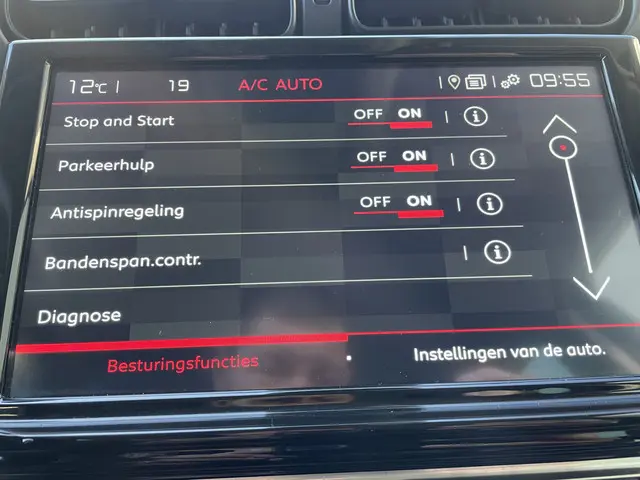 12°C 19 A/C AUTO 09:55
Stop and Start OFF ON i
Parkeerhulp OFF ON i
Antispinregeling OFF ON i
Bandenspan.contr. i
Diagnose
Besturingsfuncties Instellingen van de auto.